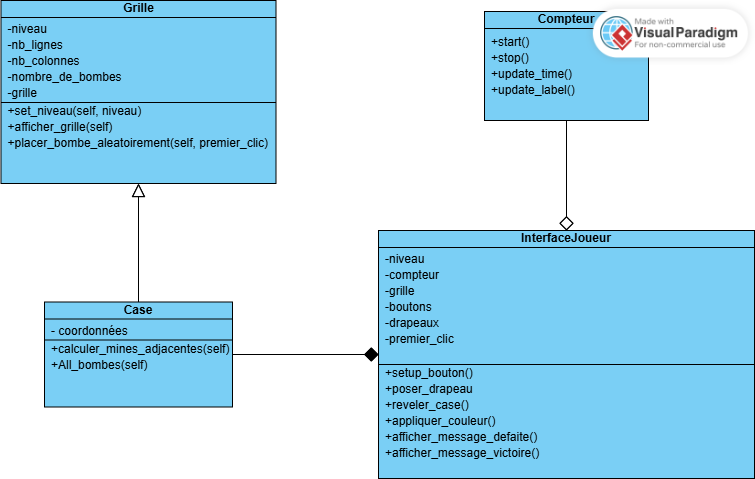 Grille
-niveau
-nb_lignes
-nb_colonnes
-nombre_de_bombes
-grille
+set_niveau(self, niveau)
+afficher_grille(self)
+placer_bombe_aleatoirement(self, premier_clic)
Compteur
+start()
+stop()
+update_time()
+update_label()
Made with
VisualParadigm
For non-commercial use
Case
- coordonnées
+calculer_mines_adjacentes(self)
+All_bombes(self)
InterfaceJoueur
-niveau
-compteur
-grille
-boutons
-drapeaux
-premier_clic
+setup_bouton()
+poser_drapeau
+reveler_case()
+appliquer_couleur()
+afficher_message_defaite()
+afficher_message_victoire()